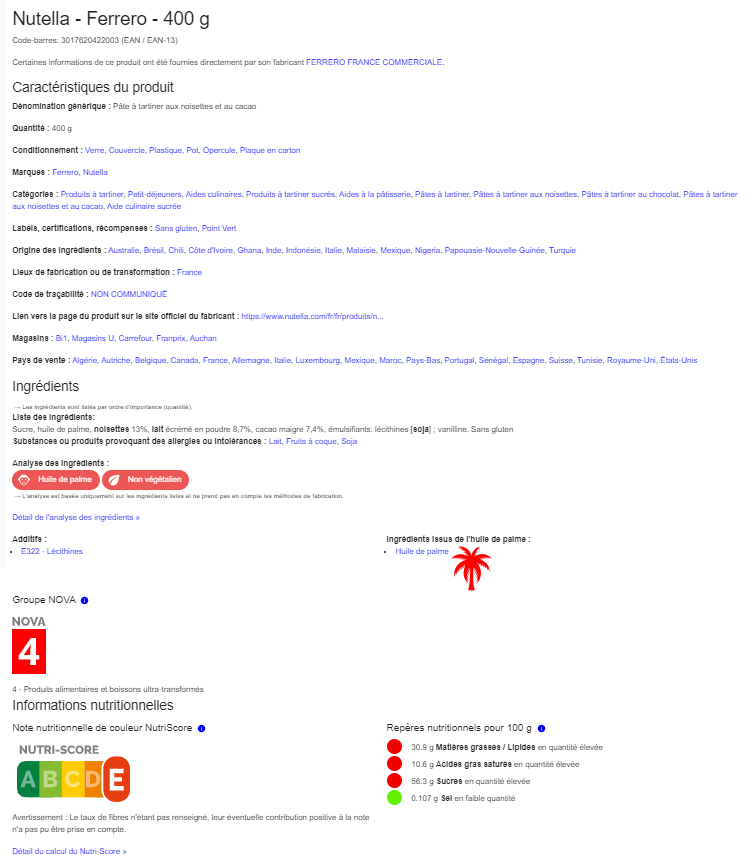 Nutella - Ferrero - 400 g
Code-barres: 3017620422003 (EAN / EAN-13)
Certaines informations de ce produit ont été fournies directement par son fabricant FERRERO FRANCE COMMERCIALE.
Caractéristiques du produit
Dénomination générique : Pâte à tartiner aux noisettes et au cacao
Quantité : 400 g
Conditionnement : Verre, Couvercle, Plastique, Pot, Opercule, Plaque en carton
Marques : Ferrero, Nutella
Catégories : Produits à tartiner, Petit-déjeuners, Aides culinaires, Produits à tartiner sucrés, Aides à la pâtisserie, Pâtes à tartiner, Pâtes à tartiner aux noisettes, Pâtes à tartiner au chocolat, Pâtes à tartiner
aux noisettes et au cacao, Aide culinaire sucrée
Labels, certifications, récompenses : Sans gluten, Point Vert
Origine des ingrédients : Australie, Brésil, Chili, Côte d'Ivoire, Ghana, Inde, Indonésie, Italie, Malaisie, Mexique, Nigeria, Papouasie-Nouvelle-Guinée, Turquie
Lieux de fabrication ou de transformation : France
Code de traçabilité : NON COMMUNIQUÉ
Lien vers la page du produit sur le site officiel du fabricant : https://www.nutella.com/fr/fr/produits/n...
Magasins : Bi1, Magasins U, Carrefour, Franprix, Auchan
Pays de vente : Algérie, Autriche, Belgique, Canada, France, Allemagne, Italie, Luxembourg, Mexique, Maroc, Pays-Bas, Portugal, Sénégal, Espagne, Suisse, Tunisie, Royaume-Uni, États-Unis
Ingrédients
→ Les ingrédients sont listés par ordre d'importance (quantité).
Liste des ingrédients:
Sucre, huile de palme, noisettes 13%, lait écrémé en poudre 8,7%, cacao maigre 7,4%, émulsifiants: lécithines [soja] ; vanilline. Sans gluten
Substances ou produits provoquant des allergies ou intolérances : Lait, Fruits à coque, Soja
Analyse des ingrédients :
Huile de palme Non végétalien
→ L'analyse est basée uniquement sur les ingrédients listés et ne prend pas en compte les méthodes de fabrication.
Détail de l'analyse des ingrédients »
Additifs :
• E322 - Lécithines
Ingrédients issus de l'huile de palme :
• Huile de palme
Groupe NOVA
NOVA
4
4 - Produits alimentaires et boissons ultra-transformés
Informations nutritionnelles
Note nutritionnelle de couleur NutriScore
NUTRI-SCORE
A B C D E
Avertissement : Le taux de fibres n'étant pas renseigné, leur éventuelle contribution positive à la note
n'a pas pu être prise en compte.
Détail du calcul du Nutri-Score »
Repères nutritionnels pour 100 g
30.9 g Matières grasses / Lipides en quantité élevée
10.6 g Acides gras saturés en quantité élevée
56.3 g Sucres en quantité élevée
0.107 g Sel en faible quantité